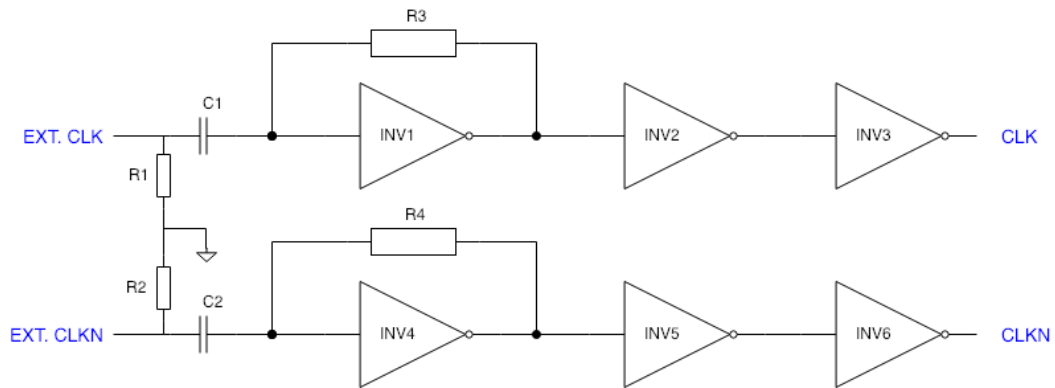 R3
C1
EXT. CLK
INV1
INV2
INV3
CLK
R1
R4
R2
C2
EXT. CLKN
INV4
INV5
INV6
CLKN